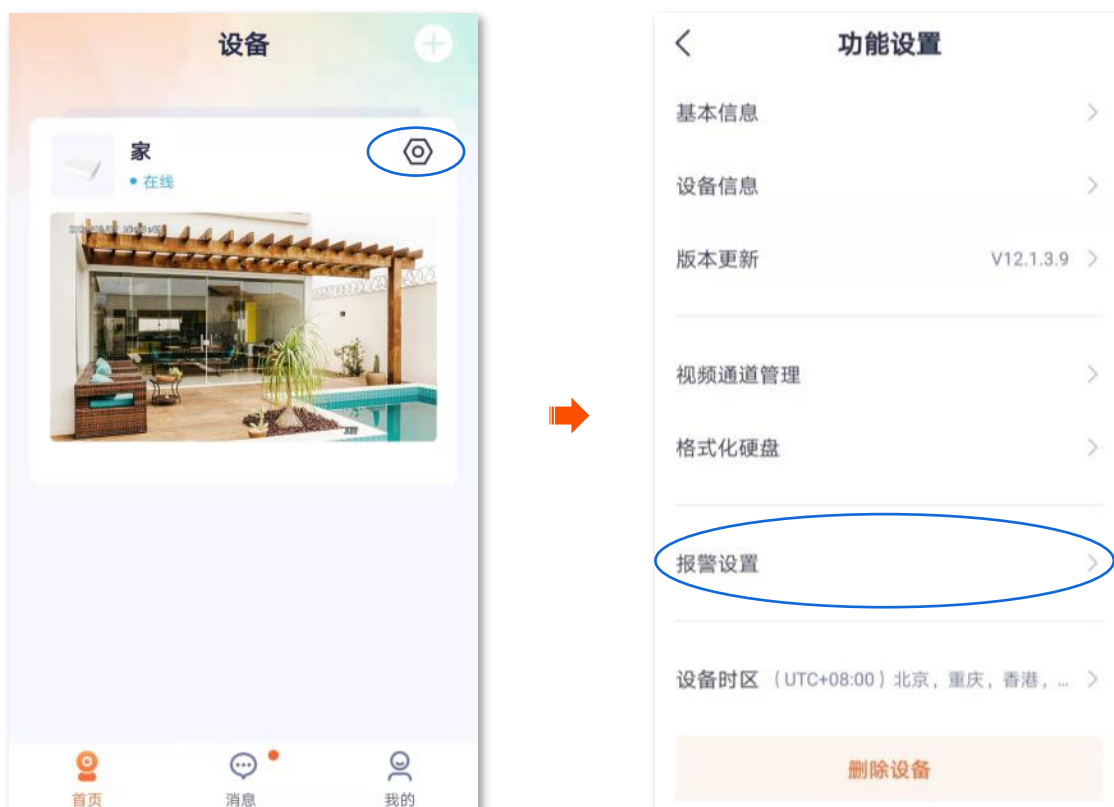 设备
家
在线
首页
消息
我的
功能设置
基本信息
设备信息
版本更新 V12.1.3.9
视频通道管理
格式化硬盘
报警设置
设备时区 （UTC+08:00）北京，重庆，香港，...
删除设备